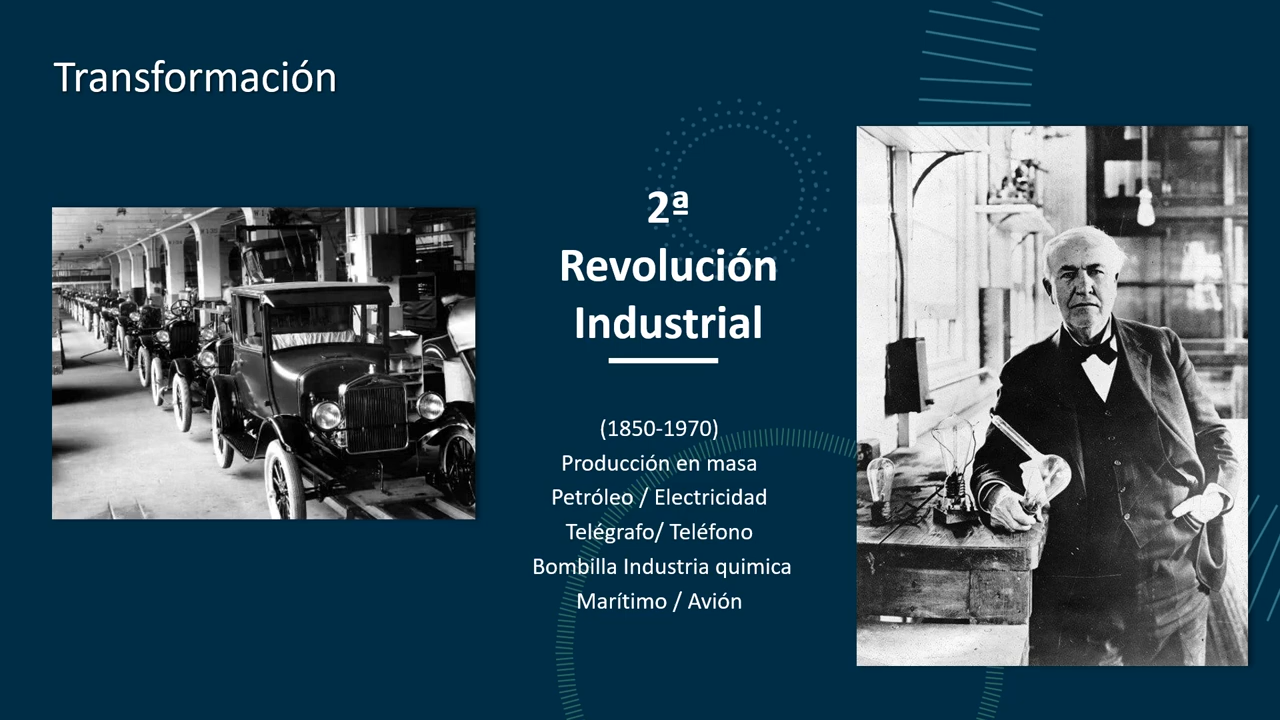 Transformación
2ª
Revolución
Industrial
(1850-1970)
Producción en masa
Petróleo / Electricidad
Telégrafo/ Teléfono
Bombilla Industria quimica
Marítimo / Avión